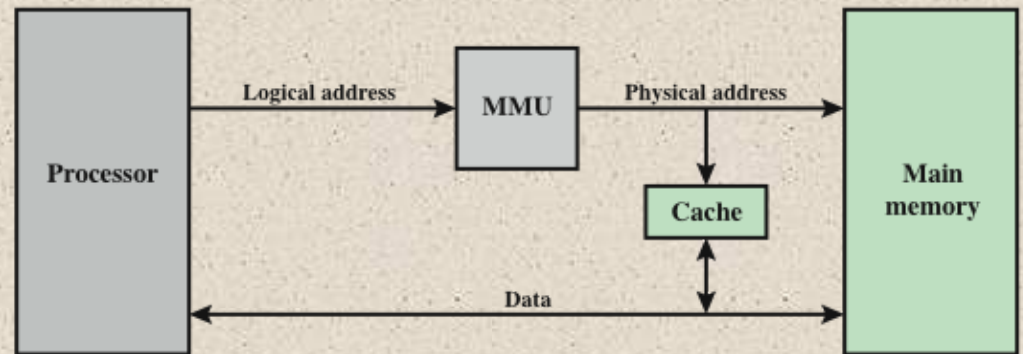 Logical address
MMU
Physical address
Processor
Main
memory
Cache
Data